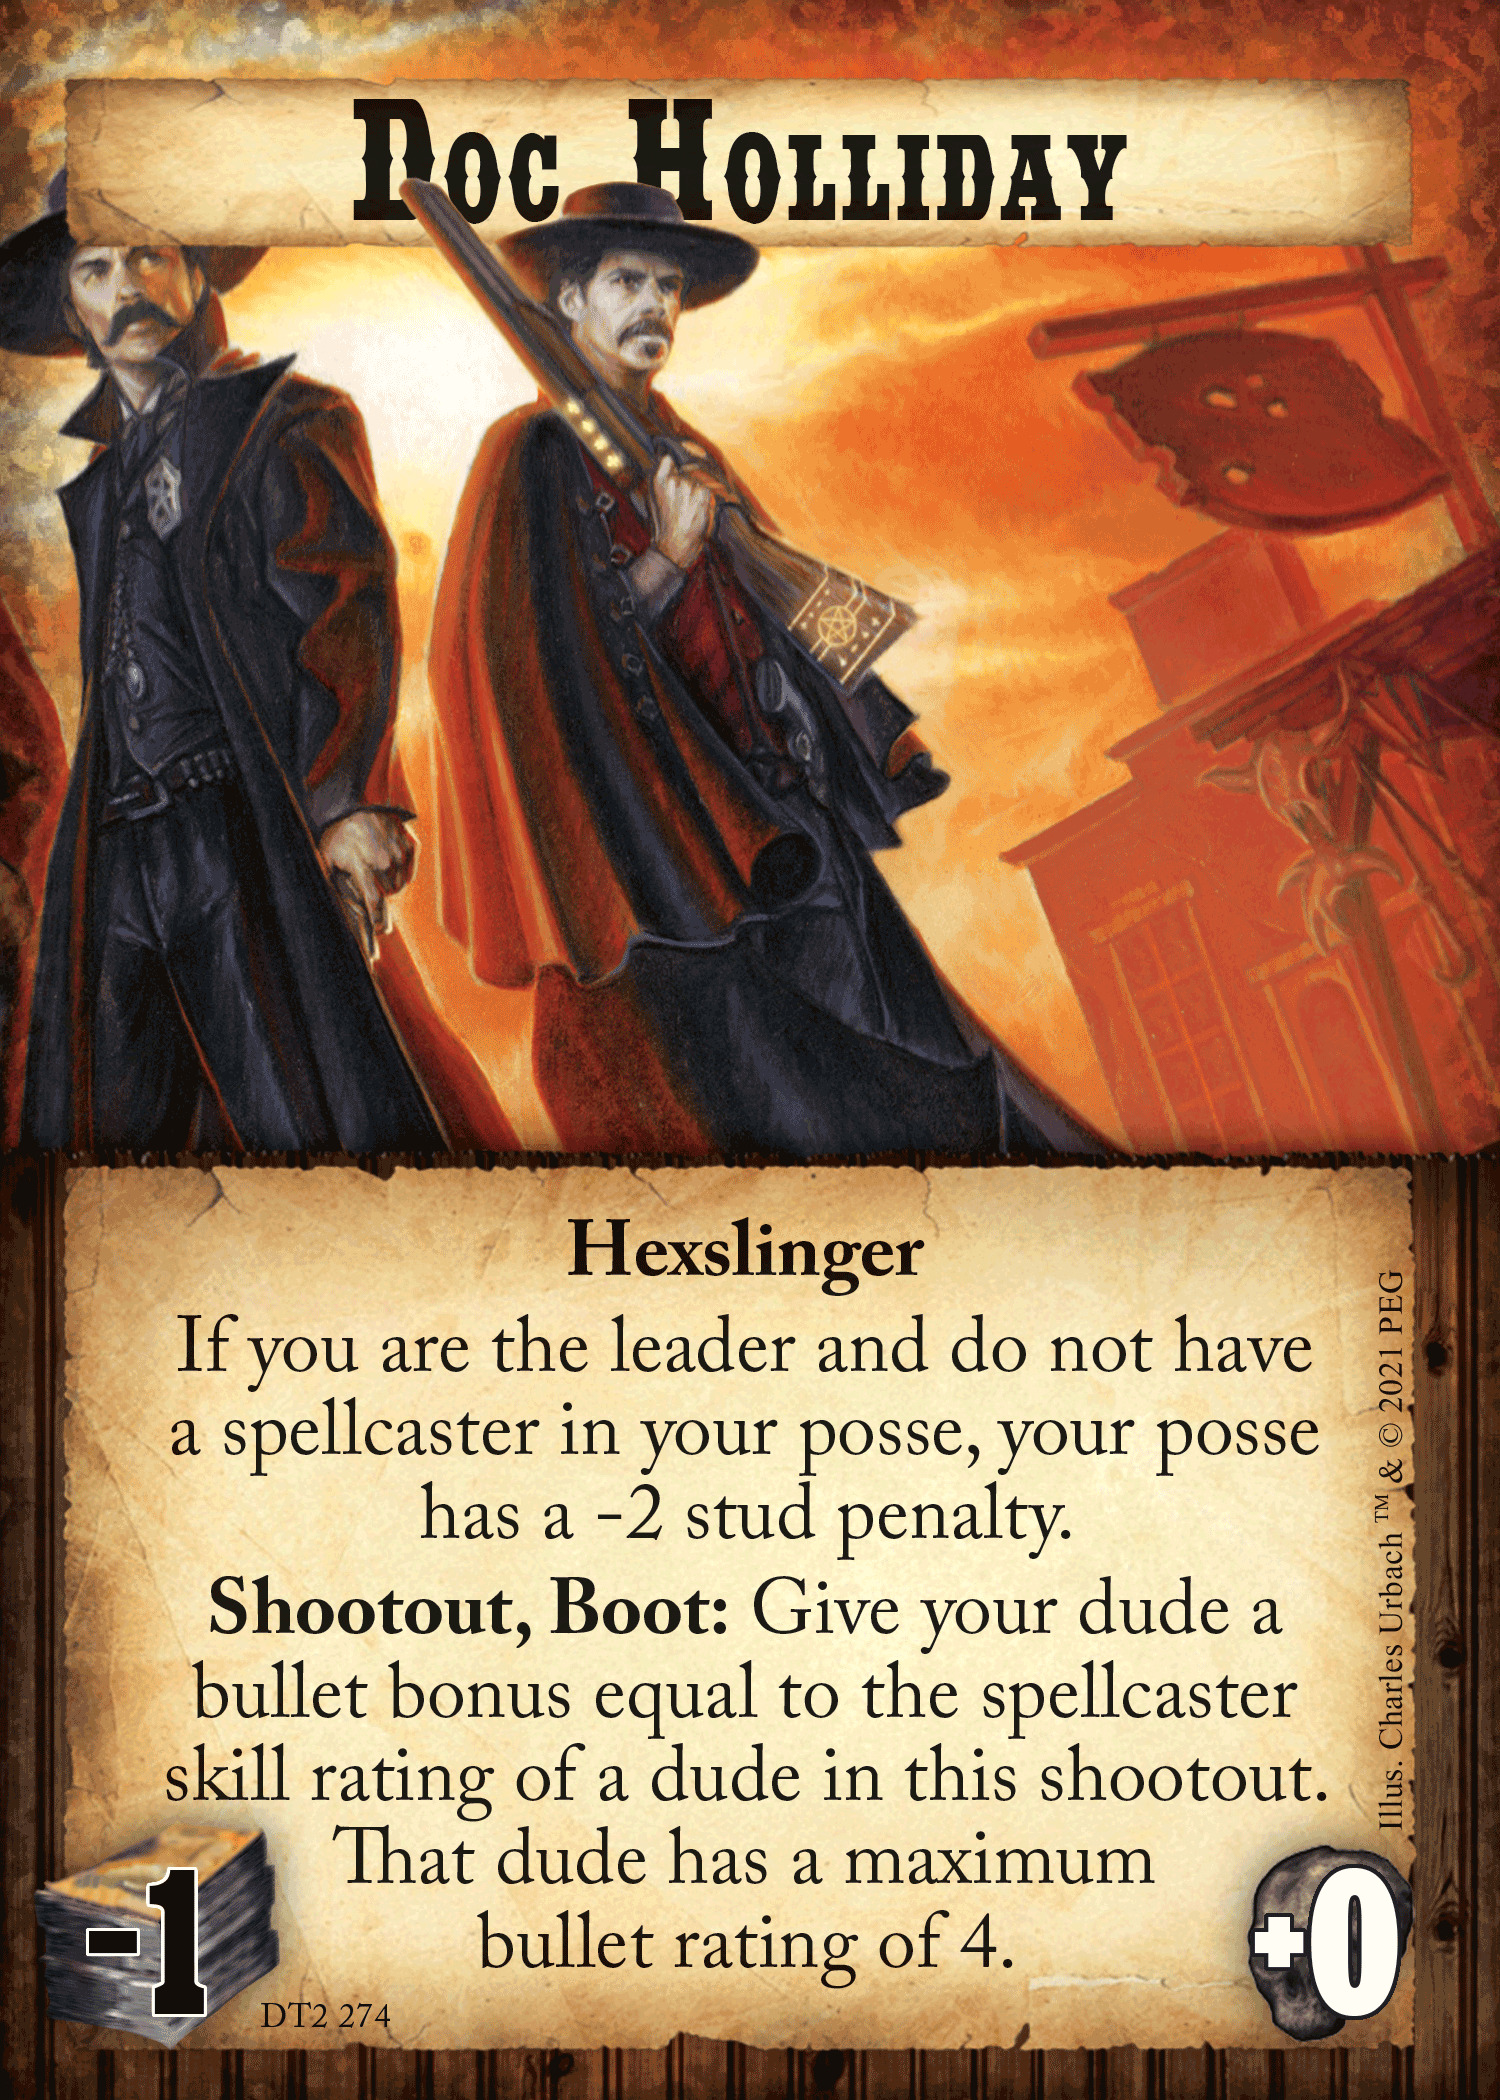 Doc Holliday
Hexslinger
If you are the leader and do not have
a spellcaster in your posse, your posse
has a -2 stud penalty.
Shootout, Boot: Give your dude a
bullet bonus equal to the spellcaster
skill rating of a dude in this shootout.
That dude has a maximum
bullet rating of 4.
-1
+0
DT2 274
Illus. Charles Urbach ™ & © 2021 PEG